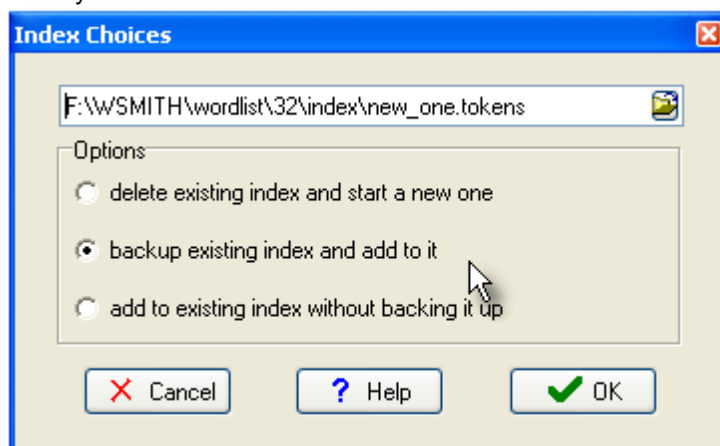 Index Choices
F:\WSMITH\wordlist\32\index\new_one.tokens
Options
delete existing index and start a new one
backup existing index and add to it
add to existing index without backing it up
Cancel ? Help OK